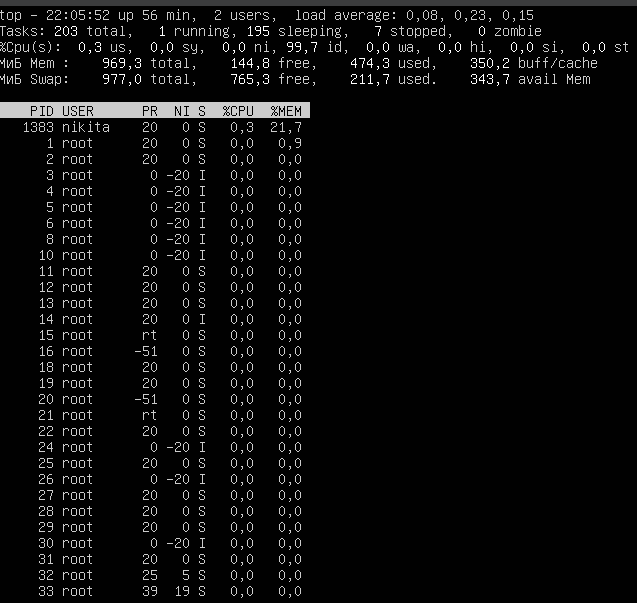 top - 22:05:52 up 56 min,  2 users,  load average: 0,08, 0,23, 0,15
Tasks: 203 total,   1 running, 195 sleeping,   7 stopped,   0 zombie
%Cpu(s):  0,3 us,  0,0 sy,  0,0 ni, 99,7 id,  0,0 wa,  0,0 hi,  0,0 si,  0,0 st
МиБ Mem :    969,3 total,    144,8 free,    474,3 used,    350,2 buff/cache
МиБ Swap:    977,0 total,    765,3 free,    211,7 used.    343,7 avail Mem
PID USER      PR  NI S  %CPU  %MEM
1383 nikita    20   0 S   0,3  21,7
1 root      20   0 S   0,0   0,9
2 root      20   0 S   0,0   0,0
3 root       0 -20 I   0,0   0,0
4 root       0 -20 I   0,0   0,0
5 root       0 -20 I   0,0   0,0
6 root       0 -20 I   0,0   0,0
8 root       0 -20 I   0,0   0,0
10 root       0 -20 I   0,0   0,0
11 root      20   0 S   0,0   0,0
12 root      20   0 S   0,0   0,0
13 root      20   0 S   0,0   0,0
14 root      20   0 I   0,0   0,0
15 root      rt   0 S   0,0   0,0
16 root     -51   0 S   0,0   0,0
18 root      20   0 S   0,0   0,0
19 root      20   0 S   0,0   0,0
20 root     -51   0 S   0,0   0,0
21 root      rt   0 S   0,0   0,0
22 root      20   0 S   0,0   0,0
24 root       0 -20 I   0,0   0,0
25 root      20   0 S   0,0   0,0
26 root       0 -20 I   0,0   0,0
27 root      20   0 S   0,0   0,0
28 root      20   0 S   0,0   0,0
29 root      20   0 S   0,0   0,0
30 root       0 -20 I   0,0   0,0
31 root      20   0 S   0,0   0,0
32 root      25   5 S   0,0   0,0
33 root      39  19 S   0,0   0,0